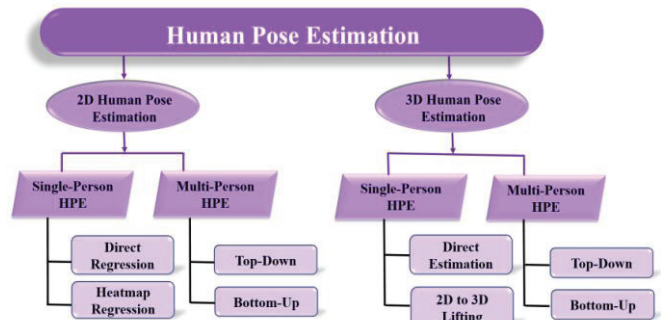 Human Pose Estimation
2D Human Pose
Estimation
3D Human Pose
Estimation
Single-Person
HPE
Multi-Person
HPE
Single-Person
HPE
Multi-Person
HPE
Direct
Regression
Heatmap
Regression
Top-Down
Bottom-Up
Direct
Estimation
2D to 3D
Lifting
Top-Down
Bottom-Up